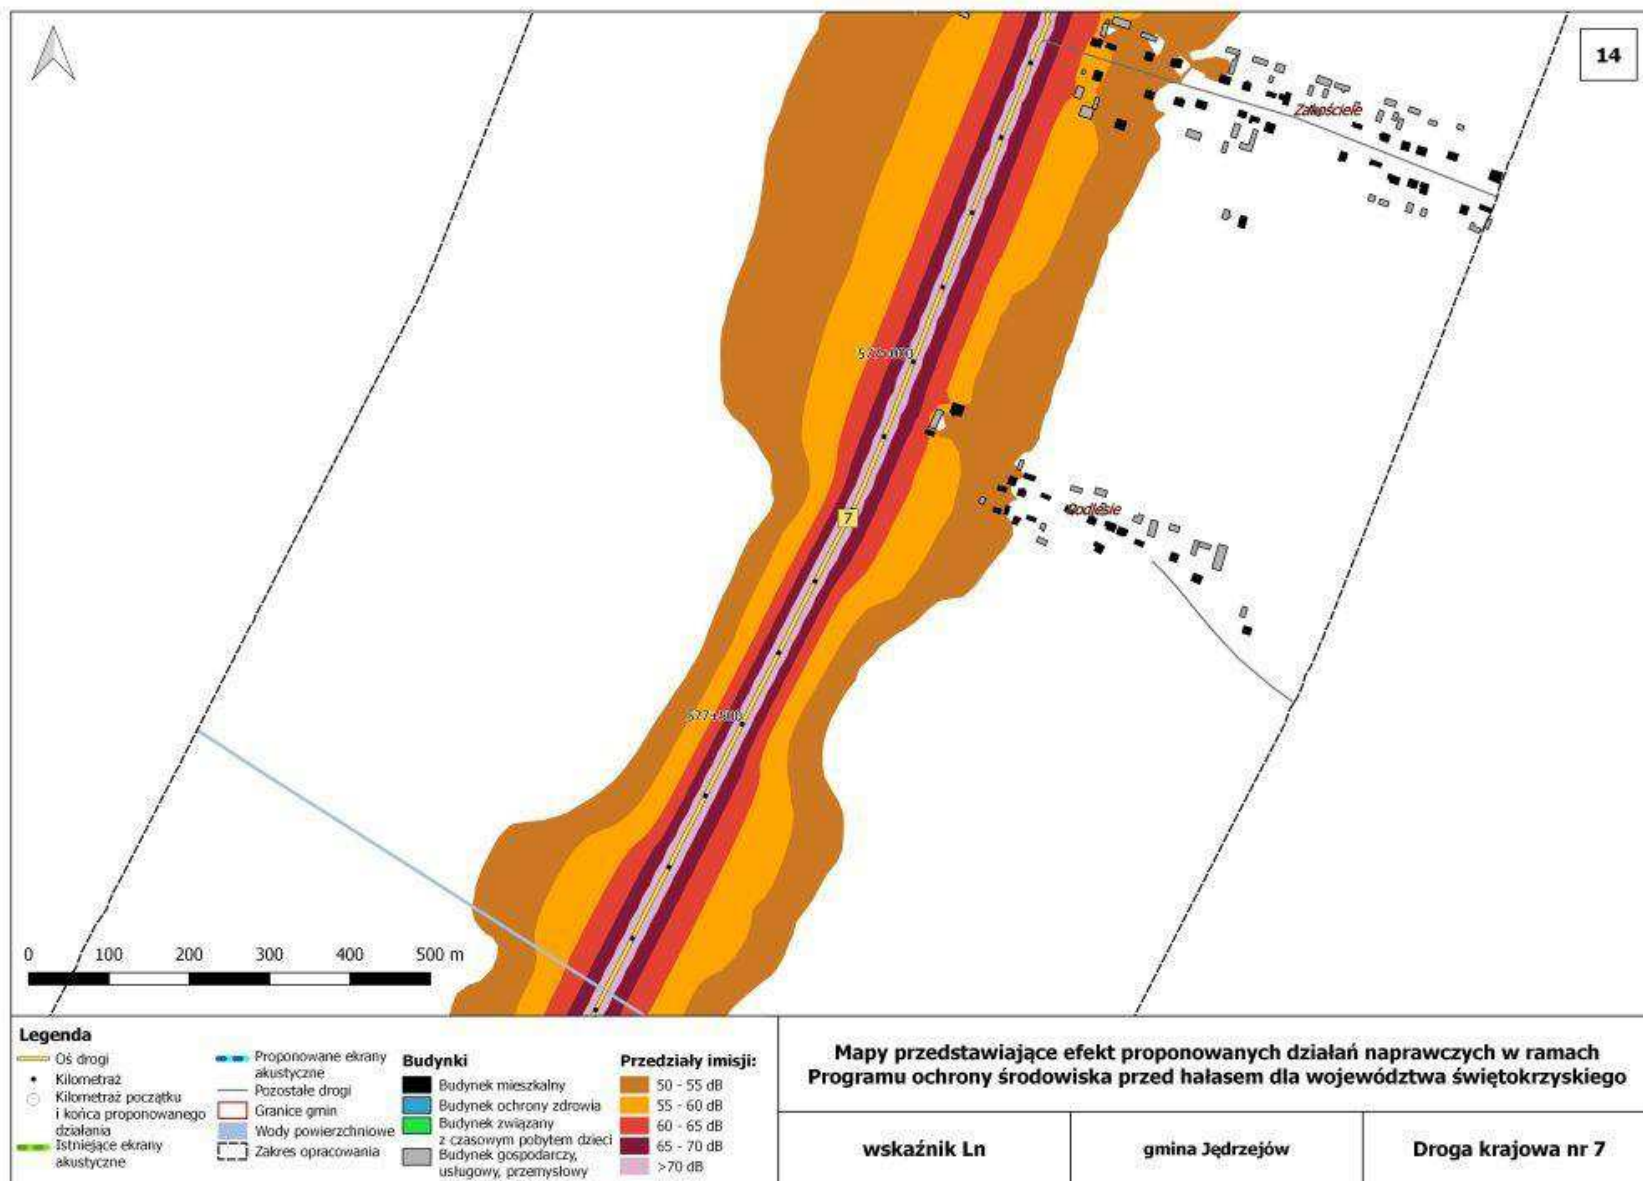 14
Zakościele
7
Podlesie
577+500
0 100 200 300 400 500 m
Legenda
Oś drogi
Kilometraż
Kilometraż początku
i końca proponowanego
działania
Istniejące ekrany
akustyczne
Proponowane ekrany
akustyczne
Pozostałe drogi
Granice gmin
Wody powierzchniowe
Zakres opracowania
Budynki
Budynek mieszkalny
Budynek ochrony zdrowia
Budynek związany
z czasowym pobytem dzieci
Budynek gospodarczy,
usługowy, przemysłowy
Przedziały imisji:
50 - 55 dB
55 - 60 dB
60 - 65 dB
65 - 70 dB
>70 dB
Mapy przedstawiające efekt proponowanych działań naprawczych w ramach
Programu ochrony środowiska przed hałasem dla województwa świętokrzyskiego
wskaźnik Ln
gmina Jędrzejów
Droga krajowa nr 7